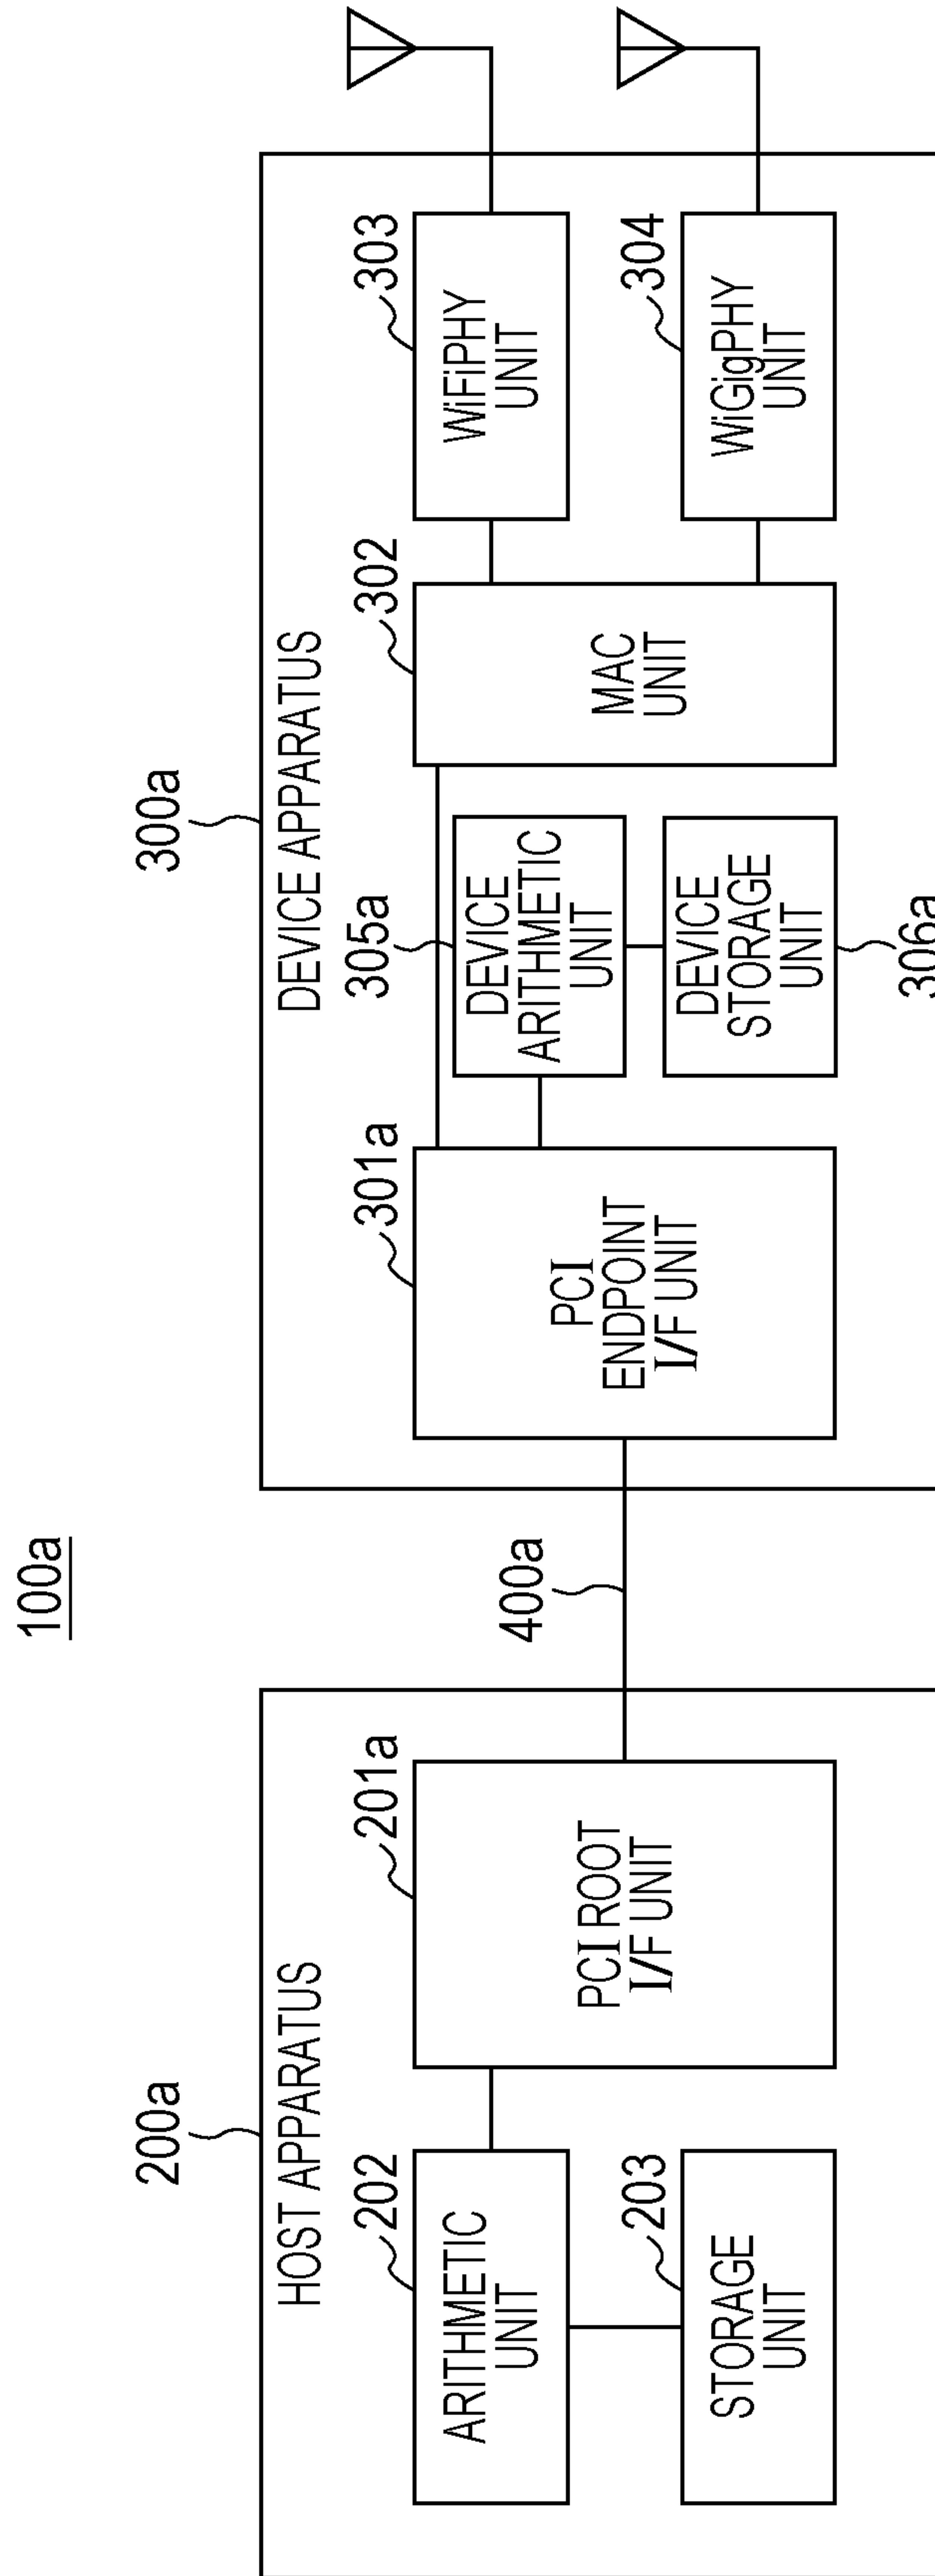 100a
200a
HOST APPARATUS
202
ARITHMETIC
UNIT
203
STORAGE
UNIT
201a
PCI ROOT
I/F UNIT
400a
300a
DEVICE APPARATUS
301a
PCI
ENDPOINT
I/F UNIT
305a
DEVICE
ARITHMETIC
UNIT
DEVICE
STORAGE
UNIT
306a
302
MAC
UNIT
303
WiFiPHY
UNIT
304
WiGigPHY
UNIT